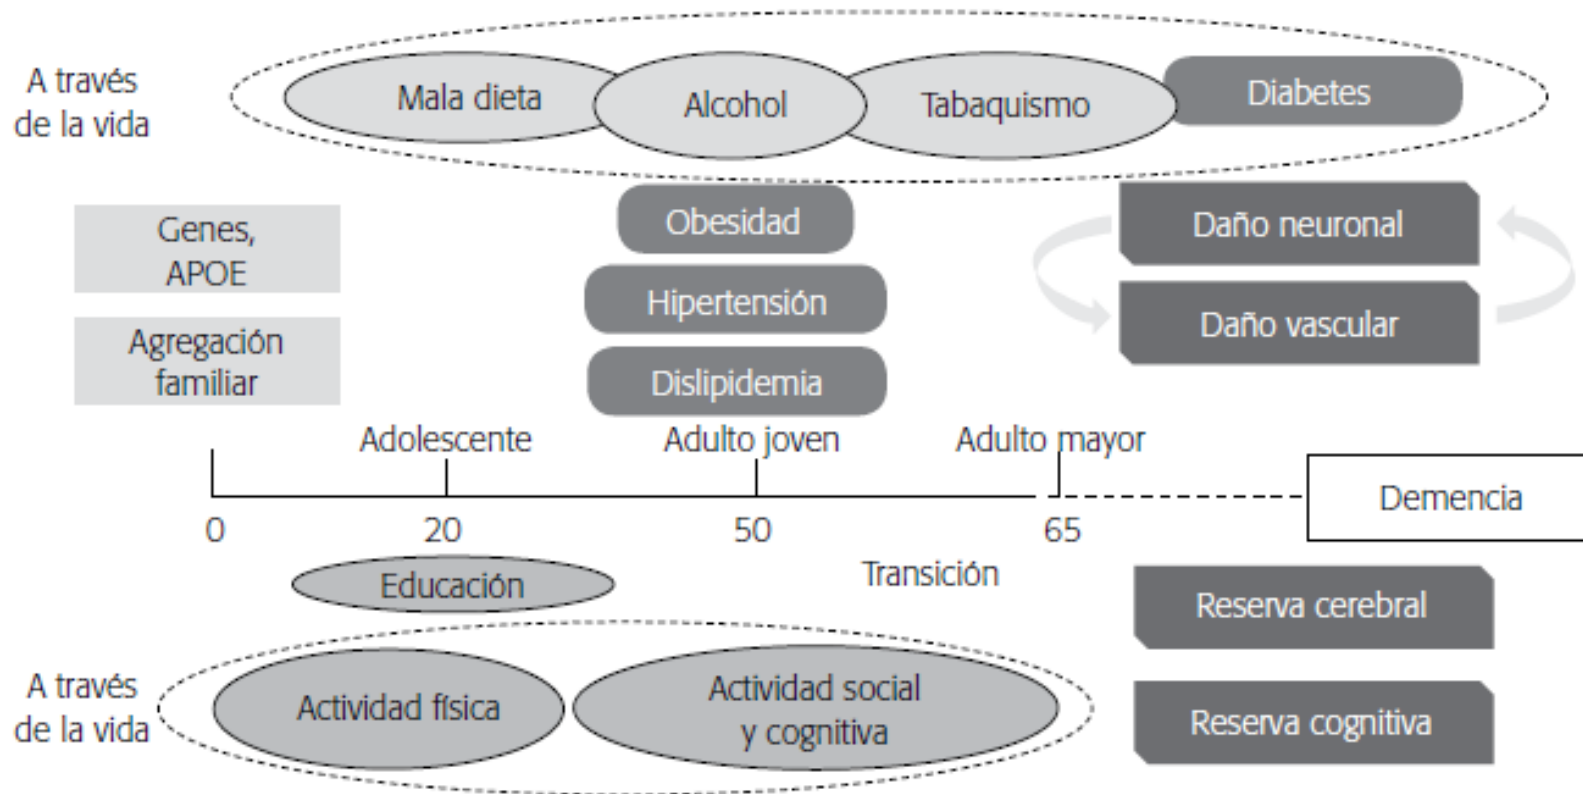 A través
de la vida
Mala dieta
Alcohol
Tabaquismo
Diabetes
Genes,
APOE
Agregación
familiar
Obesidad
Hipertensión
Dislipidemia
Daño neuronal
Daño vascular
Adolescente
Adulto joven
Adulto mayor
0
20
50
65
Demencia
Educación
Transición
A través
de la vida
Actividad física
Actividad social
y cognitiva
Reserva cerebral
Reserva cognitiva